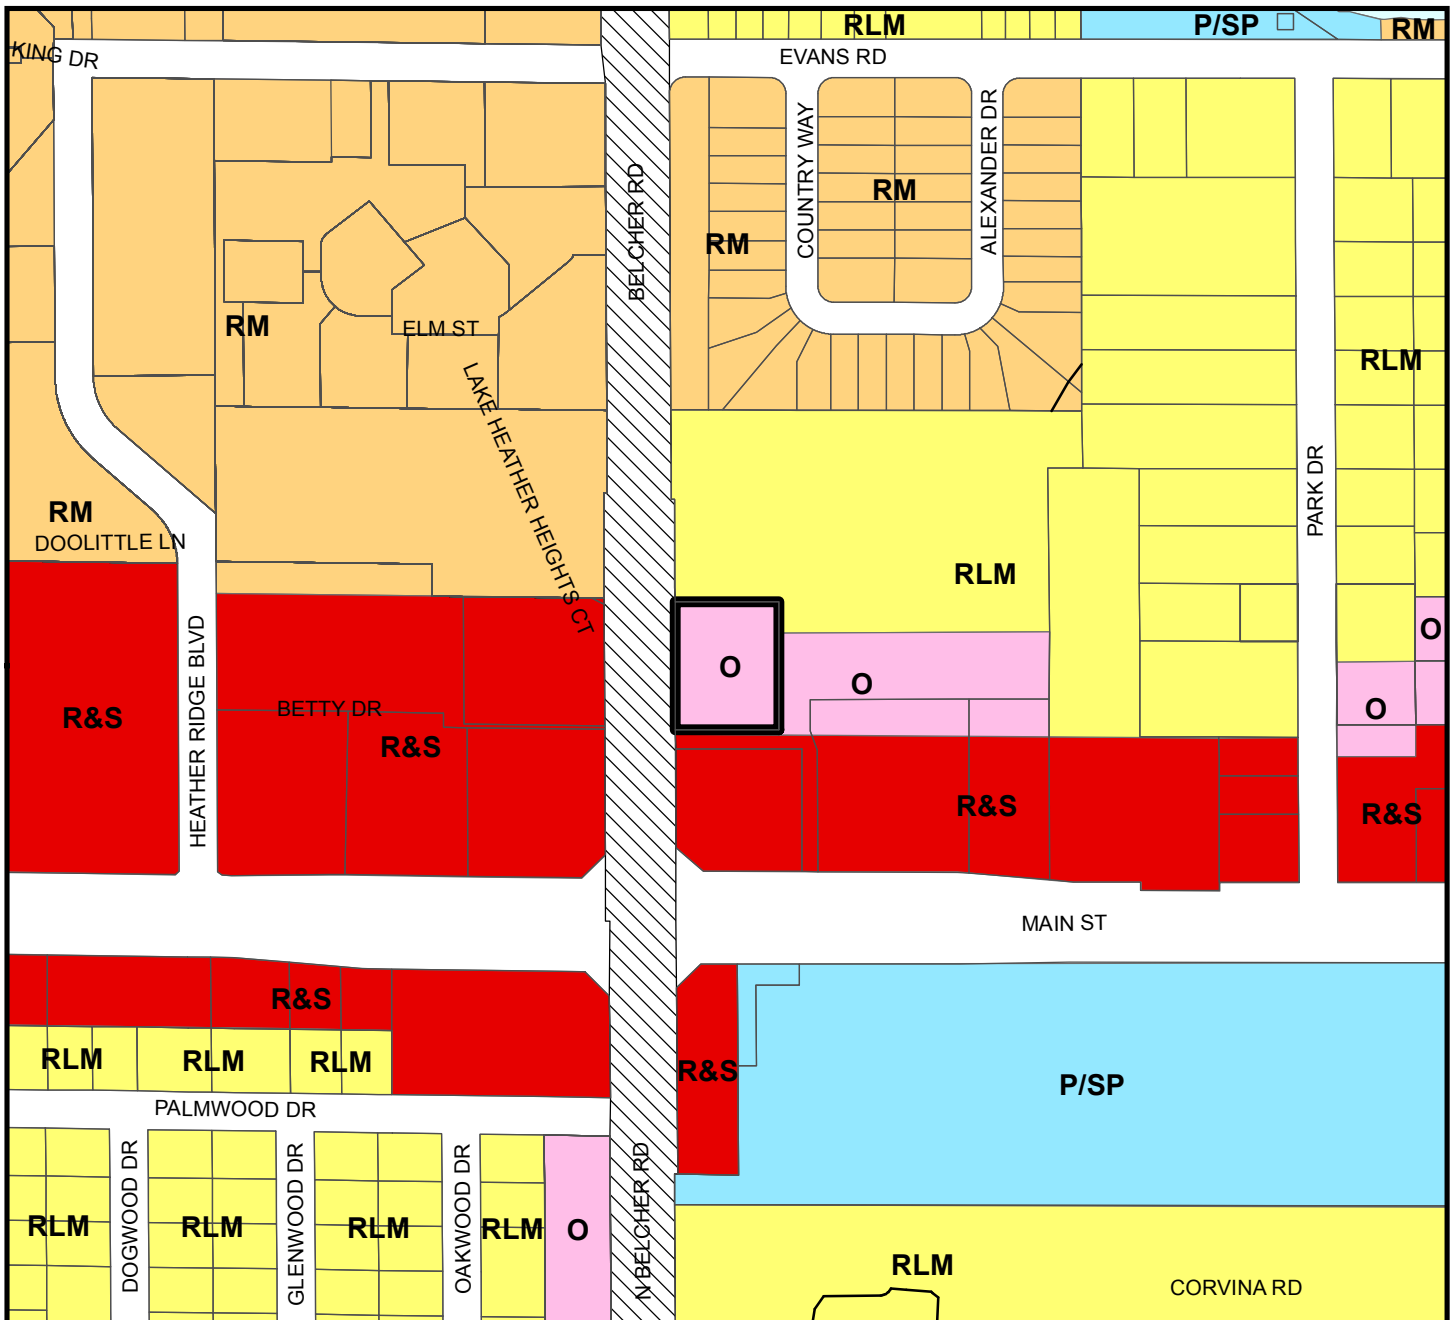 RLM
P/SP
RM
KING DR
EVANS RD
COUNTRY WAY
ALEXANDER DR
BELCHER RD
RM
RM
RM
ELM ST
RLM
LAKE HEATHER HEIGHTS CT
PARK DR
RM
DOOLITTLE LN
RLM
HEATHER RIDGE BLVD
O
O
O
O
R&S
BETTY DR
R&S
R&S
R&S
MAIN ST
R&S
RLM
RLM
RLM
R&S
P/SP
PALMWOOD DR
DOGWOOD DR
GLENWOOD DR
OAKWOOD DR
N BELCHER RD
RLM
RLM
RLM
RLM
O
RLM
CORVINA RD